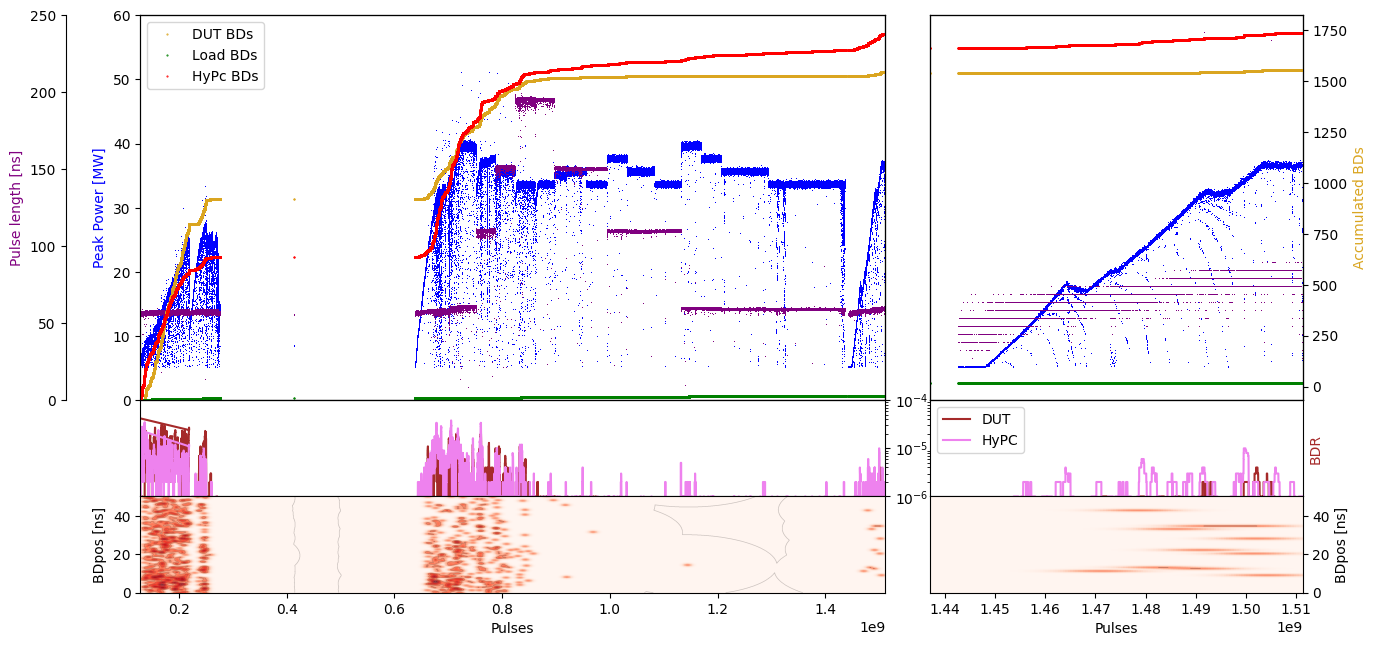 250
200
150
100
50
0
Pulse length [ns]
60
50
40
30
20
10
0
Peak Power [MW]
DUT BDs
Load BDs
HyPc BDs
1750
1500
1250
1000
750
500
250
0
Accumulated BDs
10⁻⁴
10⁻⁵
10⁻⁶
DUT
HyPC
BDR
40
20
0
BDpos [ns]
40
20
0
BDpos [ns]
0.2 0.4 0.6 0.8 1.0 1.2 1.4
Pulses
1e9
1.44 1.45 1.46 1.47 1.48 1.49 1.50 1.51
Pulses
1e9